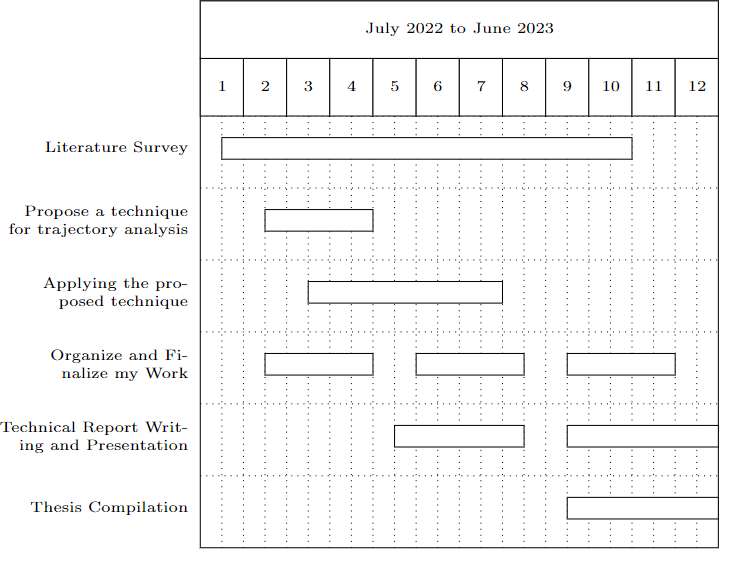 July 2022 to June 2023
1 2 3 4 5 6 7 8 9 10 11 12
Literature Survey
Propose a technique
for trajectory analysis
Applying the pro-
posed technique
Organize and Fi-
nalize my Work
Technical Report Writ-
ing and Presentation
Thesis Compilation